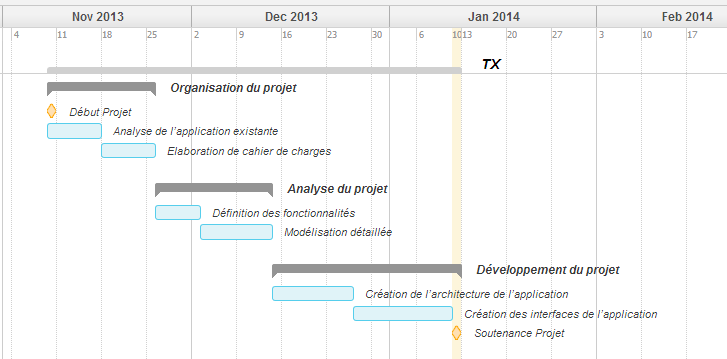 Nov 2013 Dec 2013 Jan 2014 Feb 2014
4 11 18 25 2 9 16 23 30 6 10 13 20 27 3 10 17
TX
Organisation du projet
Début Projet
Analyse de l'application existante
Elaboration de cahier de charges
Analyse du projet
Définition des fonctionnalités
Modélisation détaillée
Développement du projet
Création de l'architecture de l'application
Création des interfaces de l'application
Soutenance Projet